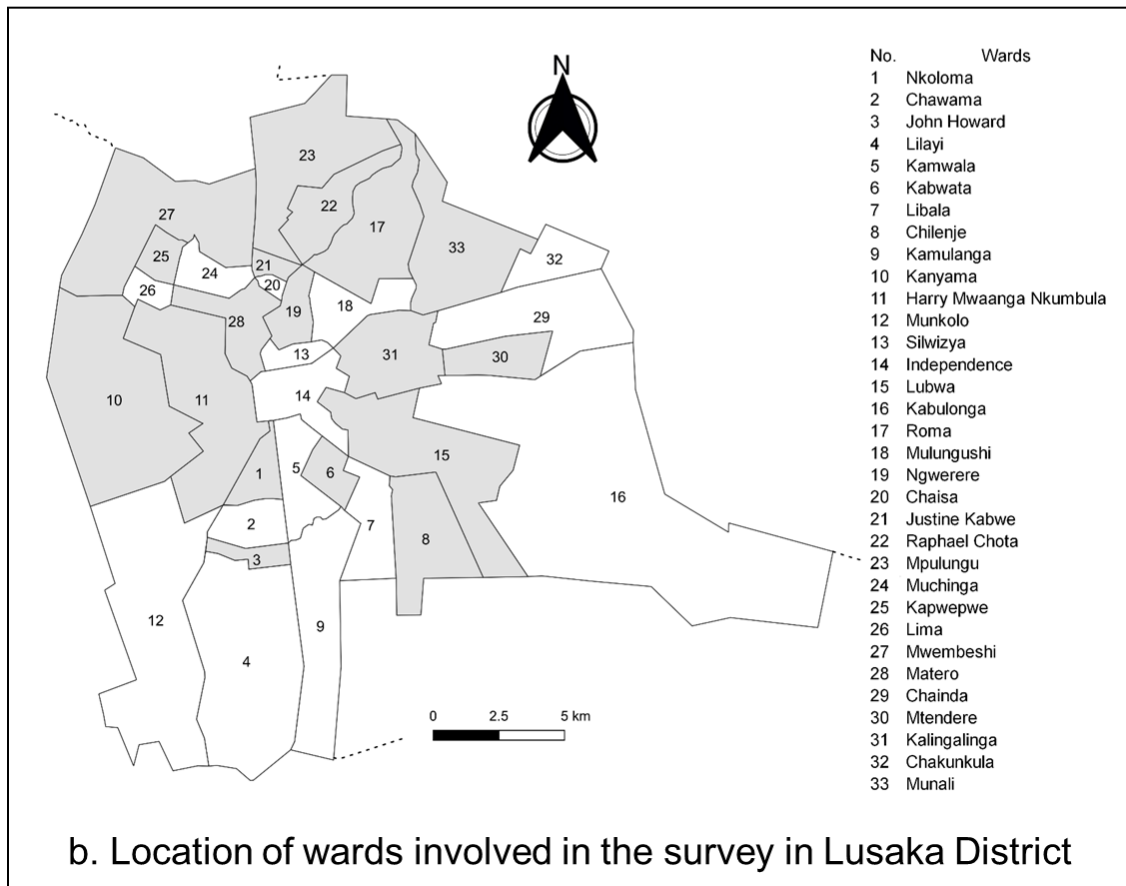 N
No. Wards
1 Nkoloma
2 Chawama
3 John Howard
4 Lilayi
5 Kamwala
6 Kabwata
7 Libala
8 Chilenje
9 Kamulanga
10 Kanyama
11 Harry Mwaanga Nkumbula
12 Munkolo
13 Silwizya
14 Independence
15 Lubwa
16 Kabulonga
17 Roma
18 Mulungushi
19 Ngwerere
20 Chaisa
21 Justine Kabwe
22 Raphael Chota
23 Mpulungu
24 Muchinga
25 Kapwepwe
26 Lima
27 Mwembeshi
28 Matero
29 Chainda
30 Mtendere
31 Kalingalinga
32 Chakunkula
33 Munali
23
22
27
17
25
24
21
33
32
20
26
19
18
28
29
13
31
30
14
10
11
15
1
5
6
16
2
7
8
3
12
9
4
0 2.5 5 km
b. Location of wards involved in the survey in Lusaka District